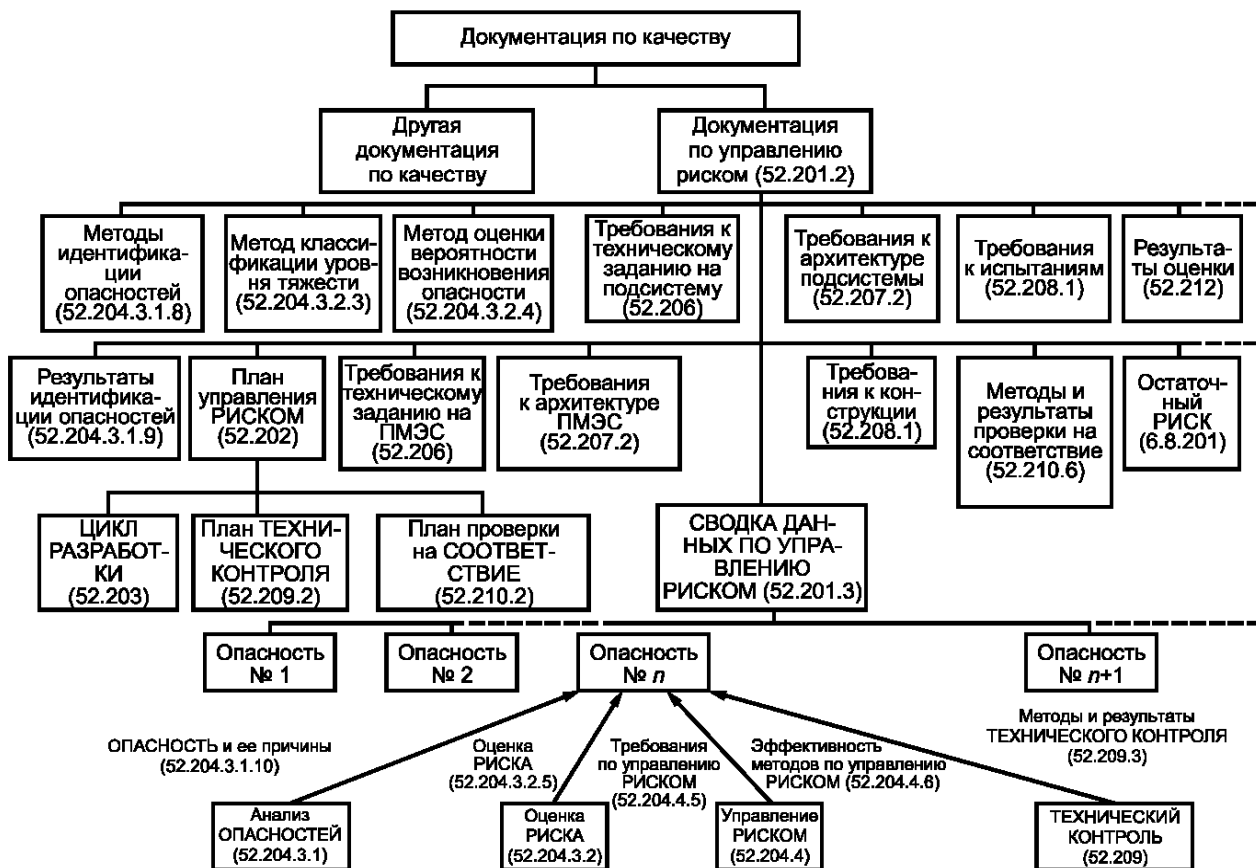 Документация по качеству
Другая
документация
по качеству
Документация
по управлению
риском (52.201.2)
Методы
идентифика-
ции
опасностей
(52.204.3.1.8)
Метод класси-
фикации уров-
ня тяжести
(52.204.3.2.3)
Метод оценки
вероятности
возникновения
опасности
(52.204.3.2.4)
Требования к
техническому
заданию на
подсистему
(52.206)
Требования к
архитектуре
подсистемы
(52.207.2)
Требования
к испытаниям
(52.208.1)
Результа-
ты оценки
(52.212)
Результаты
идентифика-
ции опасностей
(52.204.3.1.9)
План
управления
РИСКОМ
(52.202)
Требования к
техническому
заданию на
ПМЭС
(52.206)
Требования
к архитектуре
ПМЭС
(52.207.2)
Требова-
ния к кон-
струкции
(52.208.1)
Методы и
результаты
проверки на
соответствие
(52.210.6)
Остаточ-
ный
РИСК
(6.8.201)
ЦИКЛ
РАЗРАБОТ-
КИ
(52.203)
План ТЕХНИ-
ЧЕСКОГО
КОНТРОЛЯ
(52.209.2)
План проверки
на СООТВЕТ-
СТВИЕ
(52.210.2)
СВОДКА ДАН-
НЫХ ПО УПРА-
ВЛЕНИЮ
РИСКОМ (52.201.3)
Опасность
№ 1
Опасность
№ 2
Опасность
№ n
Опасность
№ n+1
ОПАСНОСТЬ и ее причины
(52.204.3.1.10)
Оценка
РИСКА
(52.204.3.2.5)
Требования
по управлению
РИСКОМ
(52.204.4.5)
Эффективность
методов по управлению
РИСКОМ (52.204.4.6)
Методы и результаты
ТЕХНИЧЕСКОГО КОНТРОЛЯ
(52.209.3)
Анализ
ОПАСНОСТЕЙ
(52.204.3.1)
Оценка
РИСКА
(52.204.3.2)
Управление
РИСКОМ
(52.204.4)
ТЕХНИЧЕСКИЙ
КОНТРОЛЬ
(52.209)